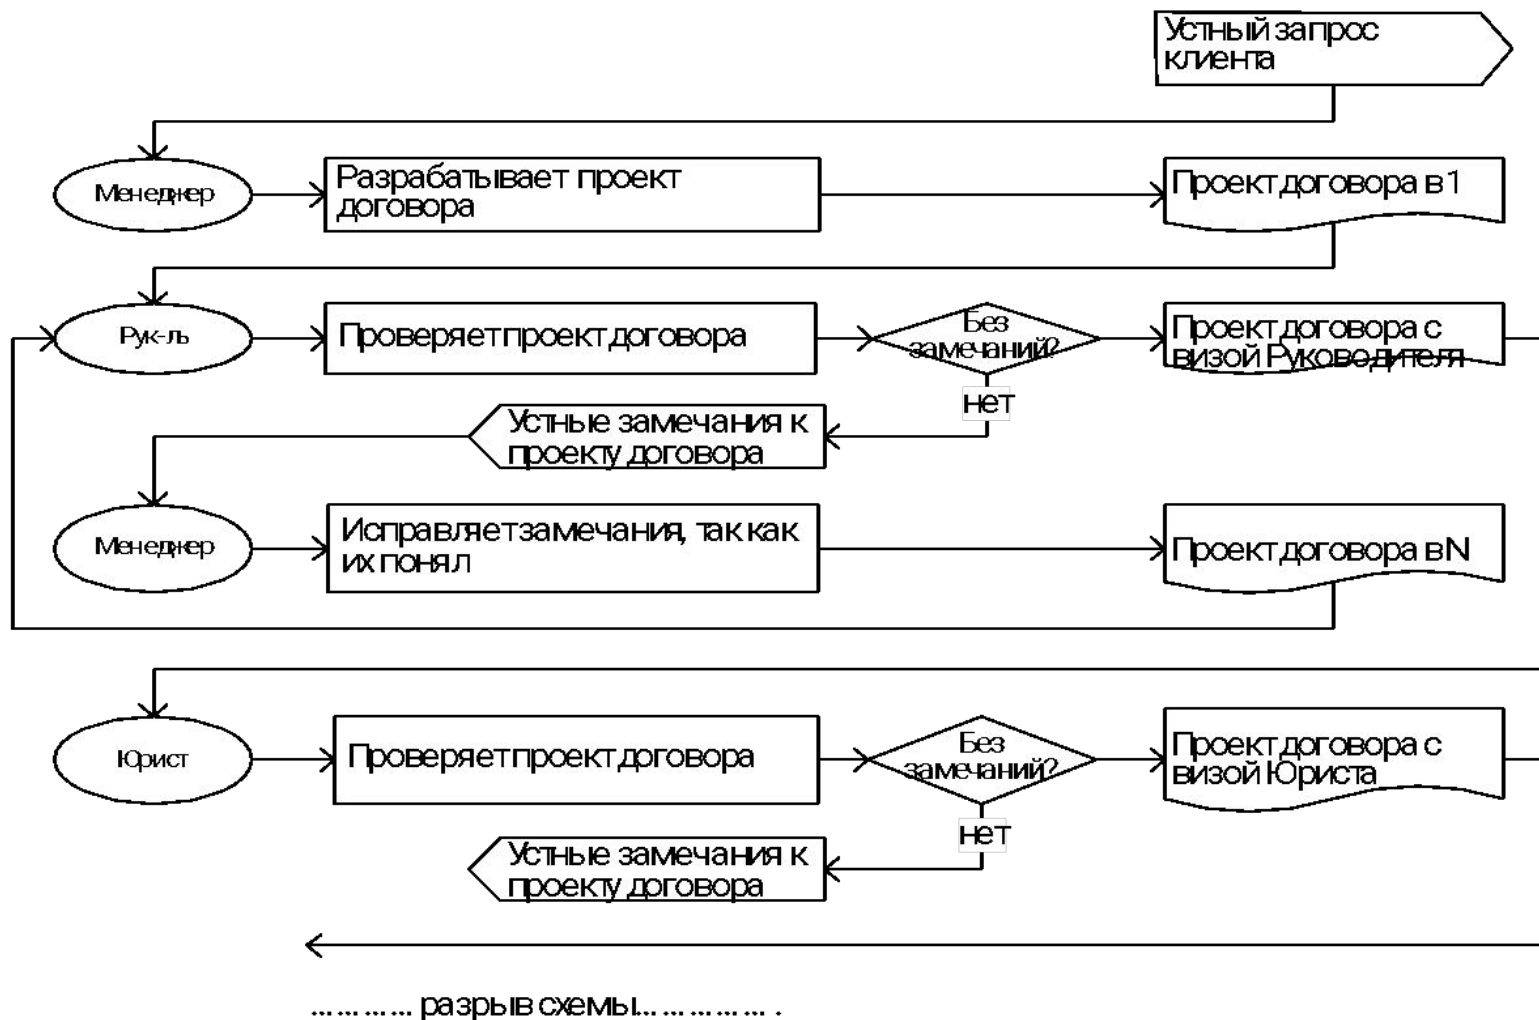 Устный запрос
клиента
Менеджер
Разрабатывает проект
договора
Проект договора в 1
Рук-ль
Проверяет проект договора
Без
замечаний?
Проект договора с
визой Руководителя
нет
Устные замечания к
проекту договора
Менеджер
Исправляет замечания, так как
их понял
Проект договора в N
Юрист
Проверяет проект договора
Без
замечаний?
Проект договора с
визой Юриста
нет
Устные замечания к
проекту договора
………… разрыв схемы…………… .